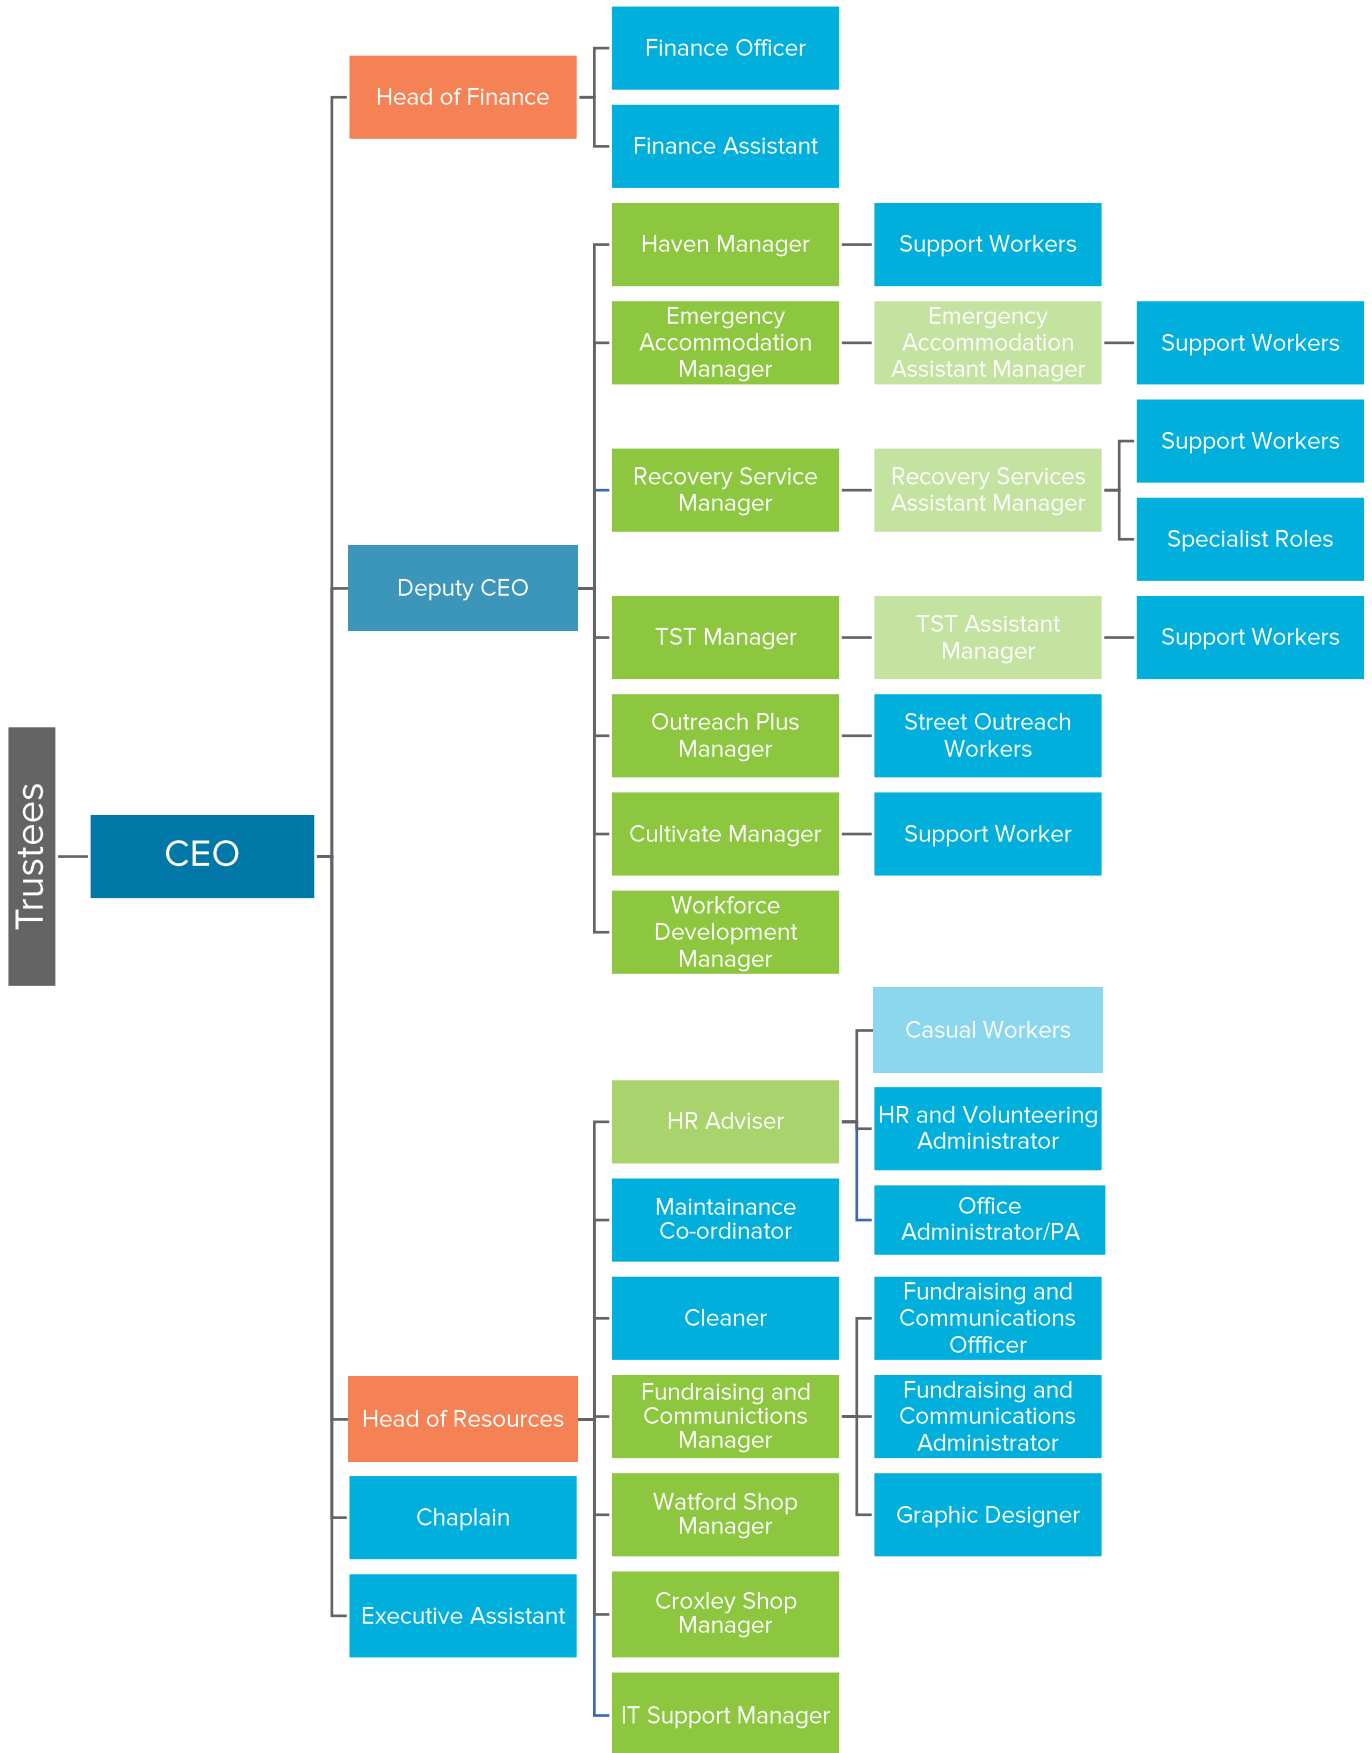 Trustees
CEO
Head of Finance
Finance Officer
Finance Assistant
Deputy CEO
Haven Manager
Support Workers
Emergency
Accommodation
Manager
Emergency
Accommodation
Assistant Manager
Support Workers
Recovery Service
Manager
Recovery Services
Assistant Manager
Support Workers
Specialist Roles
TST Manager
TST Assistant
Manager
Support Workers
Outreach Plus
Manager
Street Outreach
Workers
Cultivate Manager
Support Worker
Workforce
Development
Manager
Head of Resources
HR Adviser
Casual Workers
HR and Volunteering
Administrator
Office
Administrator/PA
Maintainance
Co-ordinator
Cleaner
Fundraising and
Communictions
Manager
Fundraising and
Communications
Offficer
Fundraising and
Communications
Administrator
Graphic Designer
Watford Shop
Manager
Croxley Shop
Manager
IT Support Manager
Chaplain
Executive Assistant